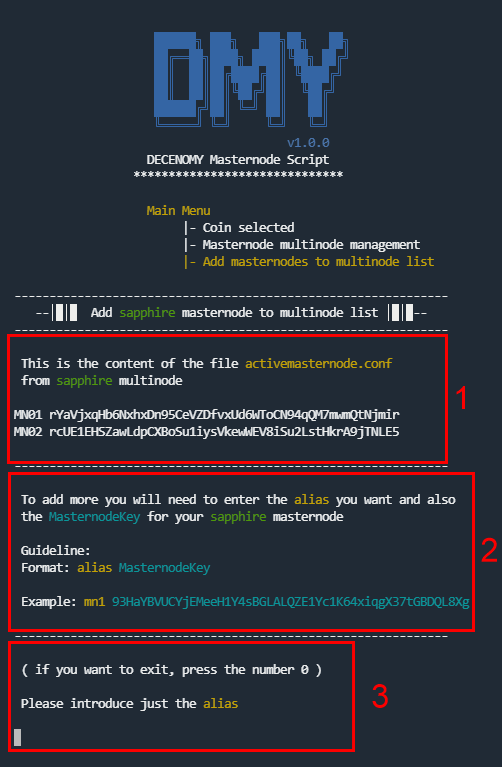 DMY
v1.0.0
DECENOMY Masternode Script
******************************
Main Menu
|- Coin selected
|- Masternode multinode management
|- Add masternodes to multinode list
--------------------------------------------------------------
--|█|█ Add sapphire masternode to multinode list █|█|--
--------------------------------------------------------------
This is the content of the file activemasternode.conf
from sapphire multinode
MN01 rYaVjxqHb6NxhxDn95CeVZDfvxUd6WToCN94qQM7mwmQtNjmir
MN02 rcUE1EHSZawLdpCXBoSu1iysVkewWEV8iSu2LstHkrA9jTNLE5
1
--------------------------------------------------------------
To add more you will need to enter the alias you want and also
the MasternodeKey for your sapphire masternode
Guideline:
Format: alias MasternodeKey
Example: mn1 93HaYBVUCYjEMeeH1Y4sBGLALQZE1Yc1K64xiqgX37tGBDQL8Xg
2
--------------------------------------------------------------
( if you want to exit, press the number 0 )
Please introduce just the alias
3